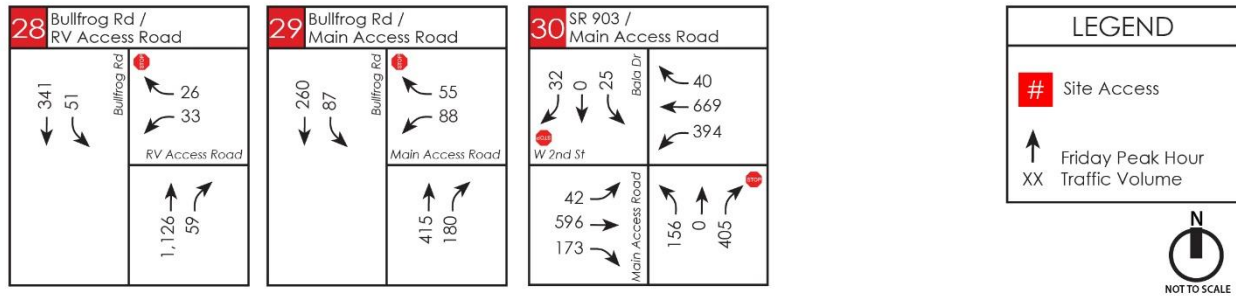 28 Bullfrog Rd /
RV Access Road
341
51
Bullfrog Rd
STOP
26
33
RV Access Road
1,126
59
29 Bullfrog Rd /
Main Access Road
260
87
Bullfrog Rd
STOP
55
88
Main Access Road
415
180
30 SR 903 /
Main Access Road
32
0
25
Bala Dr
STOP
W 2nd St
40
669
394
42
596
173
Main Access Road
156
0
405
STOP
LEGEND
# Site Access
Friday Peak Hour
XX Traffic Volume
N
NOT TO SCALE